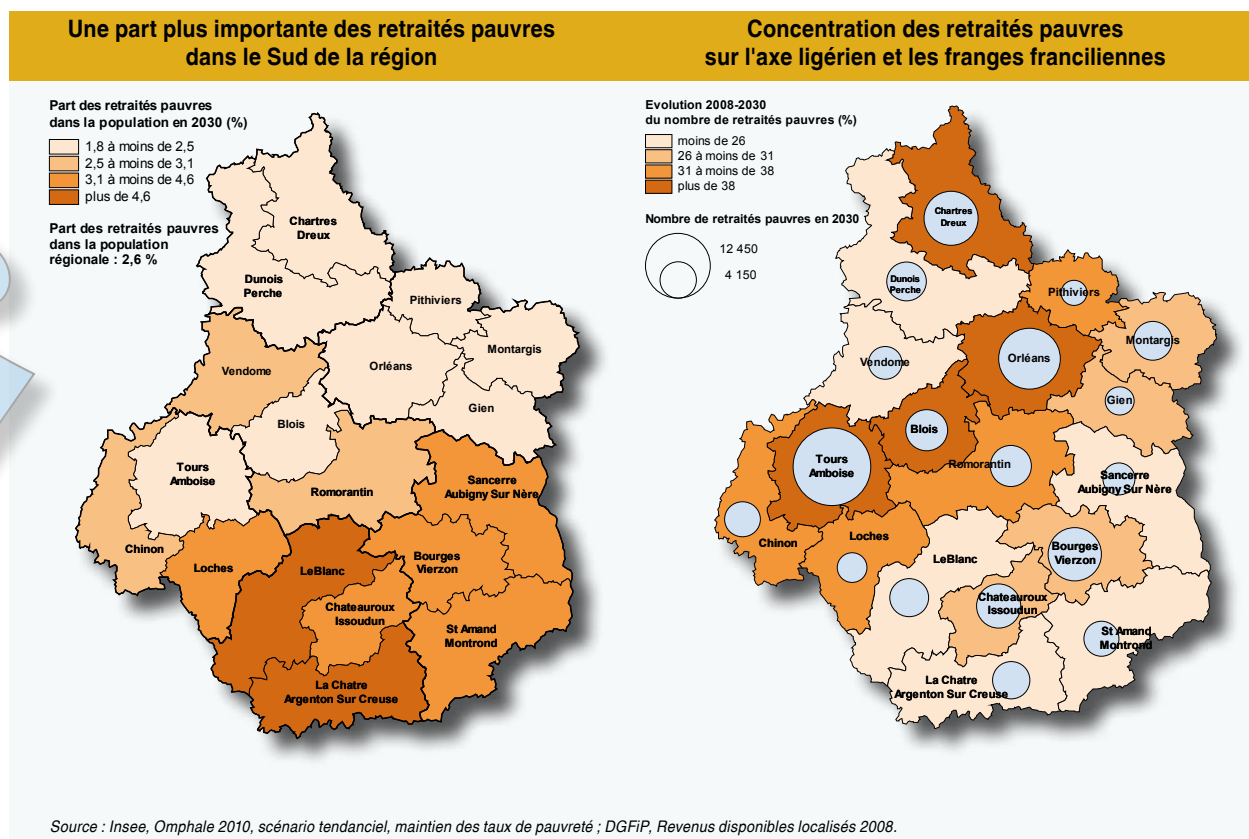 Une part plus importante des retraités pauvres
dans le Sud de la région
Part des retraités pauvres
dans la population en 2030 (%)
1,8 à moins de 2,5
2,5 à moins de 3,1
3,1 à moins de 4,6
plus de 4,6
Part des retraités pauvres
dans la population
régionale : 2,6 %
Chartres
Dreux
Dunois
Perche
Pithiviers
Montargis
Orléans
Vendome
Gien
Blois
Tours
Amboise
Romorantin
Sancerre
Aubigny Sur Nère
Chinon
Loches
LeBlanc
Bourges
Vierzon
Chateauroux
Issoudun
St Amand
Montrond
La Chatre
Argenton Sur Creuse
Concentration des retraités pauvres
sur l'axe ligérien et les franges franciliennes
Evolution 2008-2030
du nombre de retraités pauvres (%)
moins de 26
26 à moins de 31
31 à moins de 38
plus de 38
Nombre de retraités pauvres en 2030
12 450
4 150
Chartres
Dreux
Dunois
Perche
Pithiviers
Montargis
Orléans
Vendome
Gien
Blois
Tours
Amboise
Romorantin
Sancerre
Aubigny Sur Nère
Chinon
Loches
LeBlanc
Bourges
Vierzon
Chateauroux
Issoudun
St Amand
Montrond
La Chatre
Argenton Sur Creuse
Source : Insee, Omphale 2010, scénario tendanciel, maintien des taux de pauvreté ; DGFiP, Revenus disponibles localisés 2008.